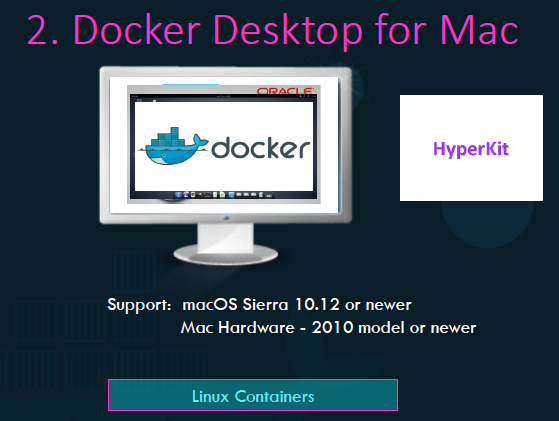 2. Docker Desktop for Mac
ORACLE
docker
HyperKit
Support: macOS Sierra 10.12 or newer
Mac Hardware - 2010 model or newer
Linux Containers